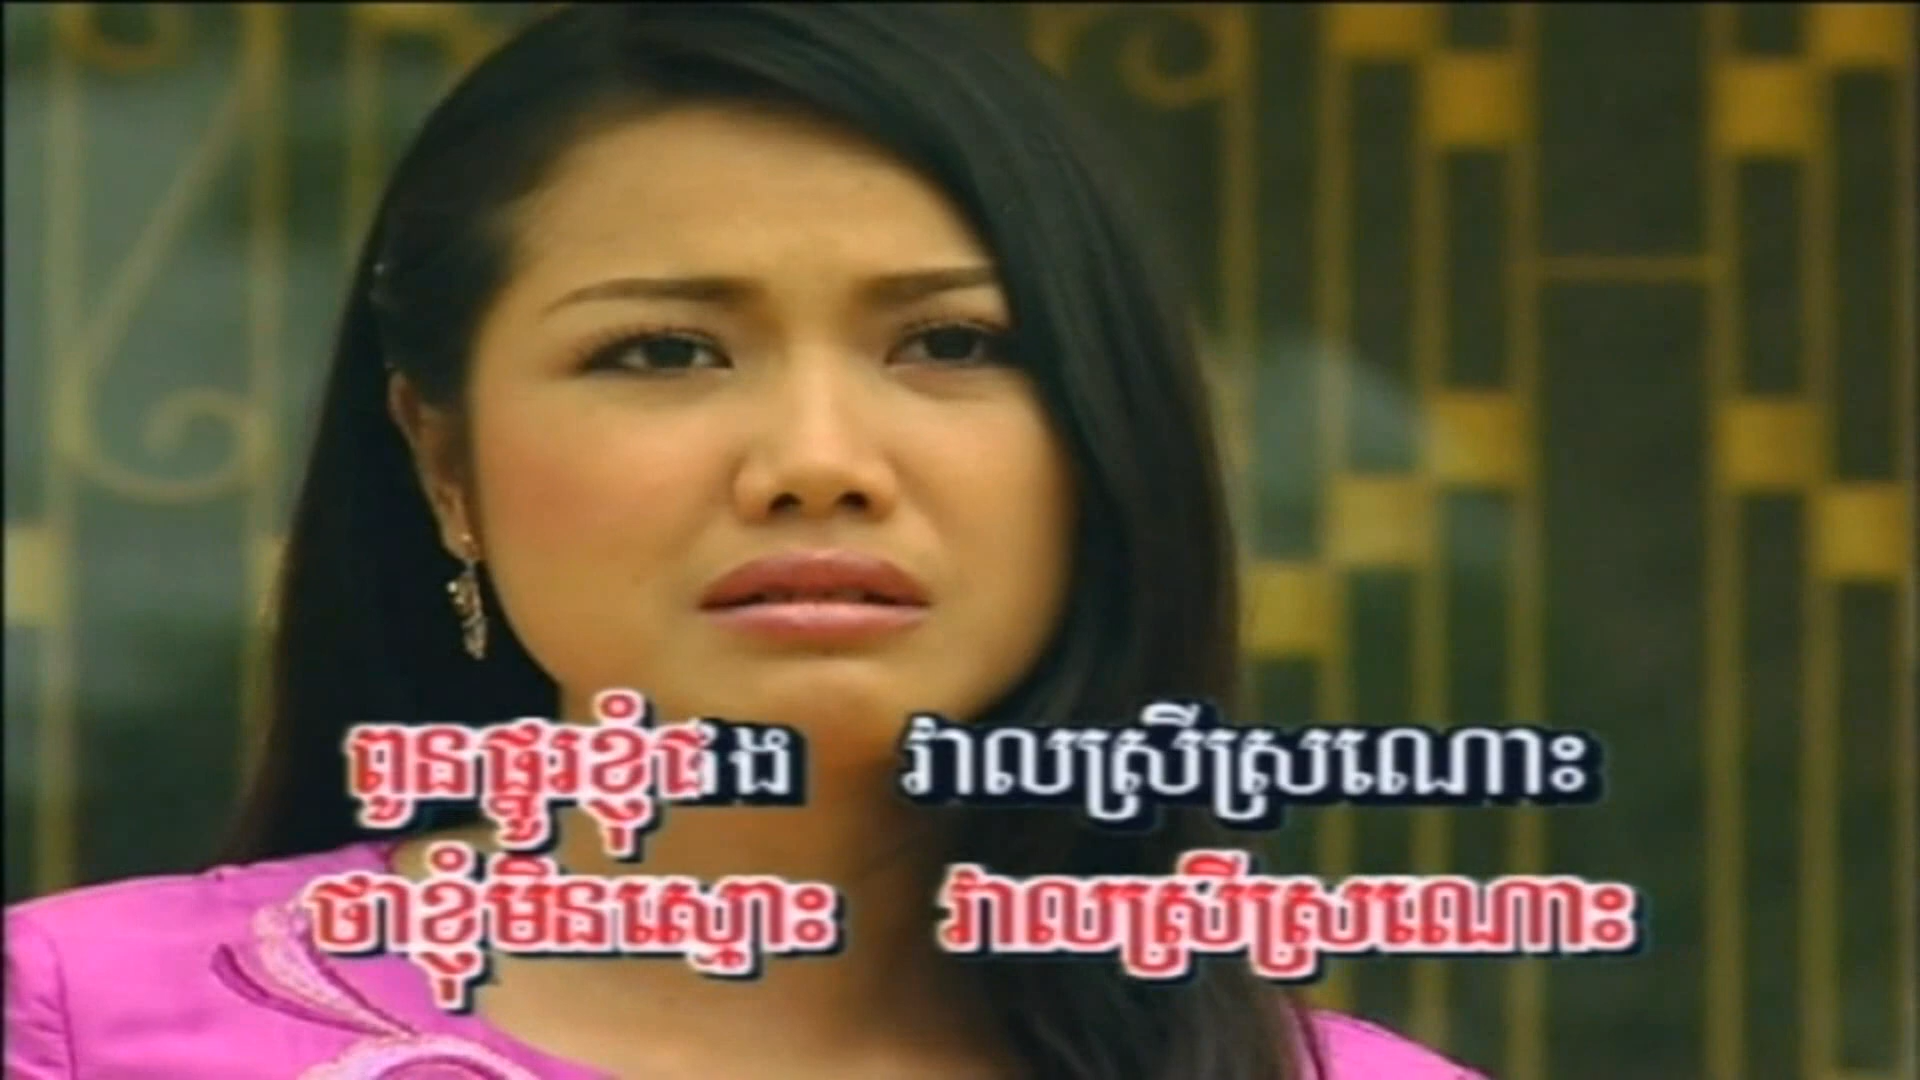 ពូនផ្នូរខ្ញុំផង វាលស្រីស្រណោះ
ថាខ្ញុំមិនស្មោះ វាលស្រីស្រណោះ